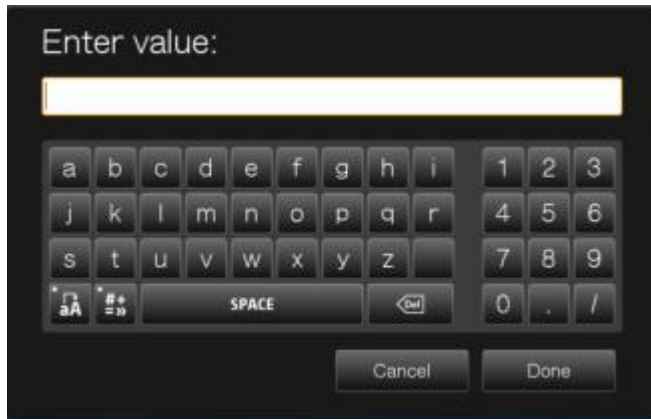 Enter value:
a b c d e f g h i 1 2 3
j k l m n o p q r 4 5 6
s t u v w x y z 7 8 9
aA #+=» SPACE Del 0 . /
Cancel Done